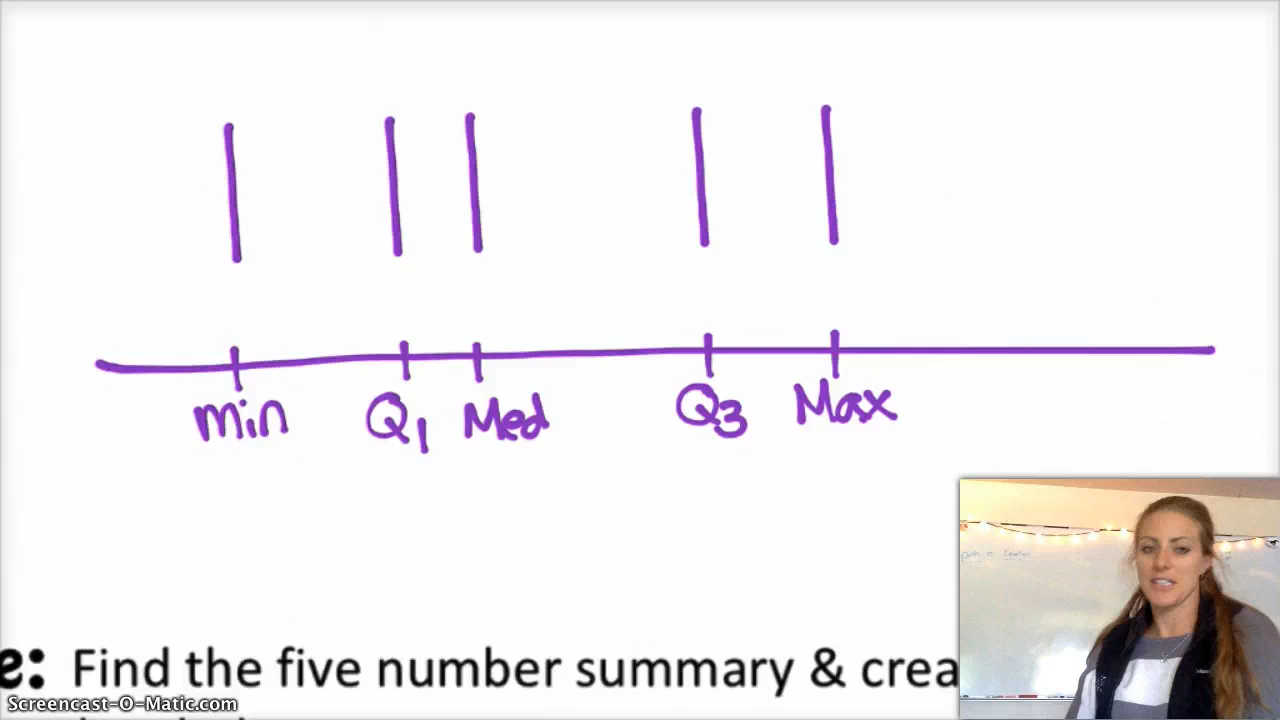 min Q1 Med Q3 Max
e: Find the five number summary & crea
Screencast-O-Matic.com